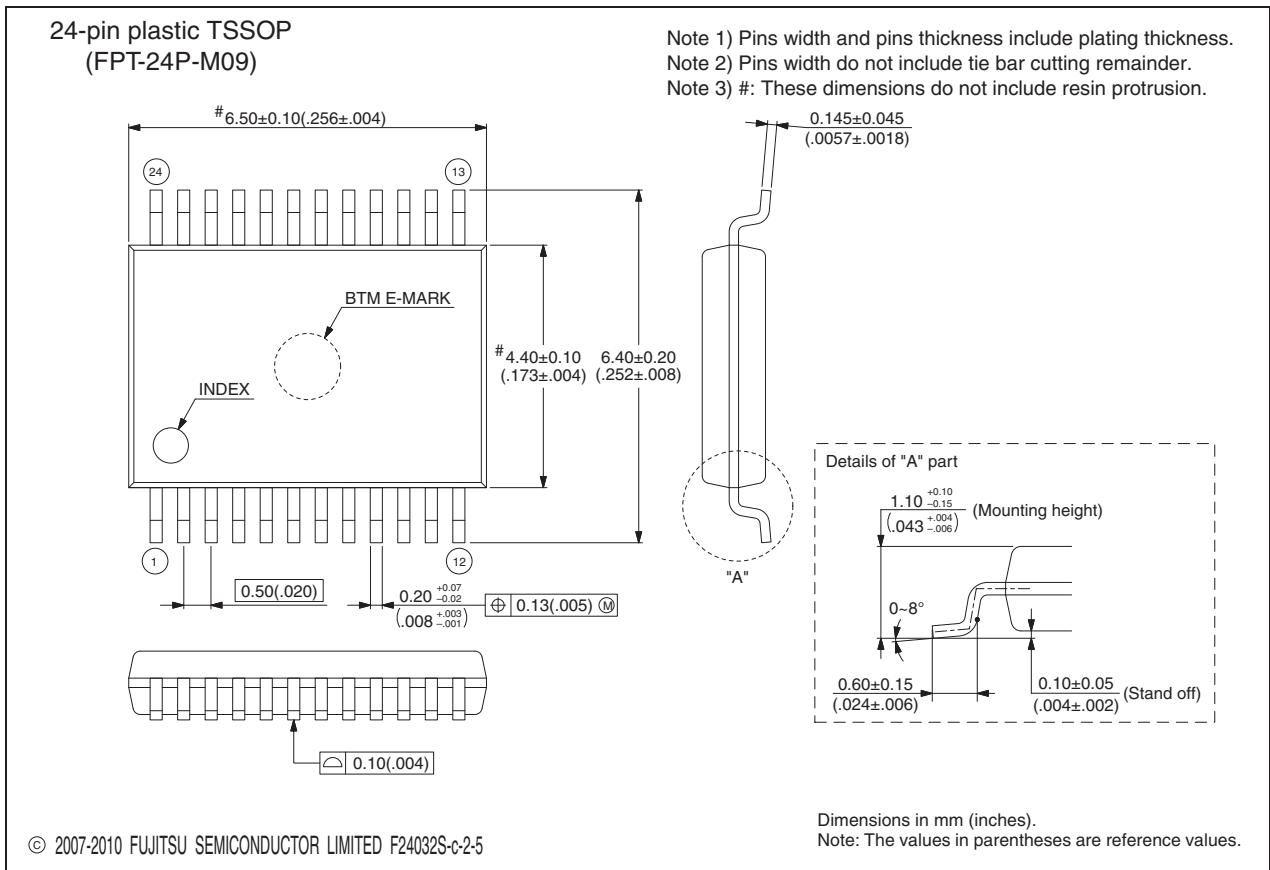 24-pin plastic TSSOP
(FPT-24P-M09)
Note 1) Pins width and pins thickness include plating thickness.
Note 2) Pins width do not include tie bar cutting remainder.
Note 3) #: These dimensions do not include resin protrusion.
#6.50±0.10(.256±.004)
0.145±0.045
(.0057±.0018)
24
13
BTM E-MARK
#4.40±0.10
(.173±.004)
6.40±0.20
(.252±.008)
INDEX
1
12
"A"
0.50(.020)
0.20 +0.07 –0.02
(.008 +.003 –.001)
⌖ 0.13(.005) Ⓜ
⌓ 0.10(.004)
Details of "A" part
1.10 +0.10 –0.15
(.043 +.004 –.006)
(Mounting height)
0~8°
0.60±0.15
(.024±.006)
0.10±0.05
(.004±.002)
(Stand off)
© 2007-2010 FUJITSU SEMICONDUCTOR LIMITED F24032S-c-2-5
Dimensions in mm (inches).
Note: The values in parentheses are reference values.